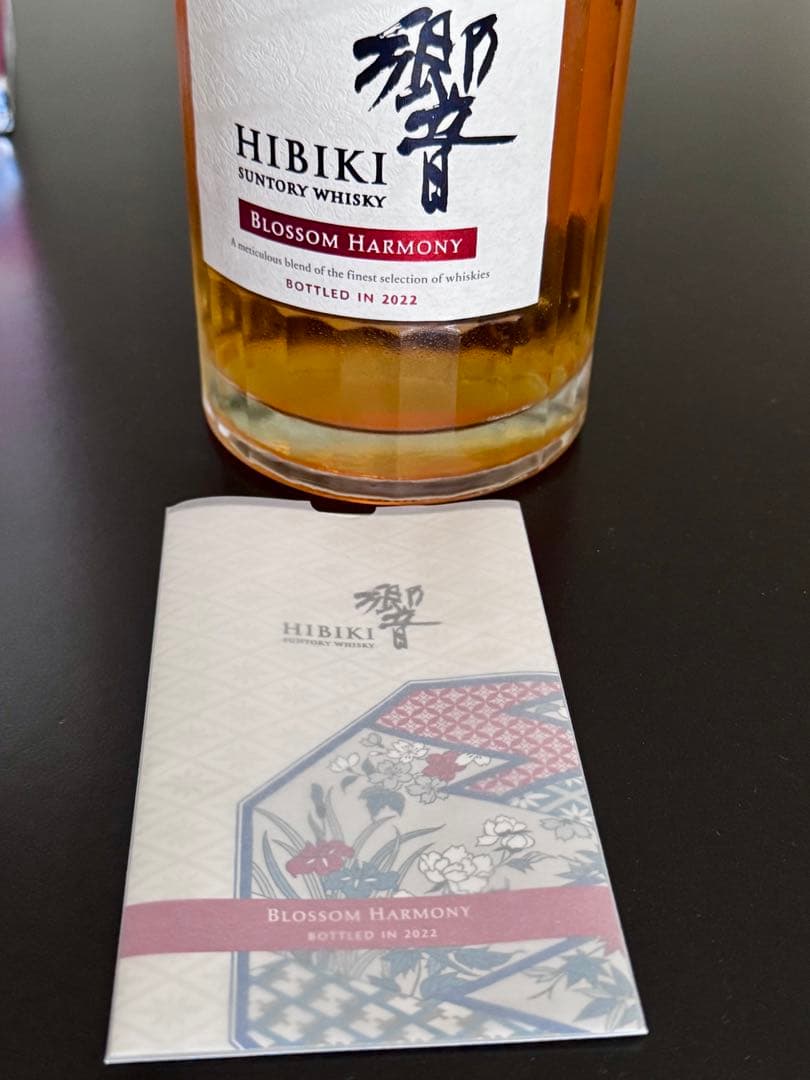 響
HIBIKI
SUNTORY WHISKY
BLOSSOM HARMONY
A meticulous blend of the finest selection of whiskies
BOTTLED IN 2022
響
HIBIKI
SUNTORY WHISKY
BLOSSOM HARMONY
BOTTLED IN 2022